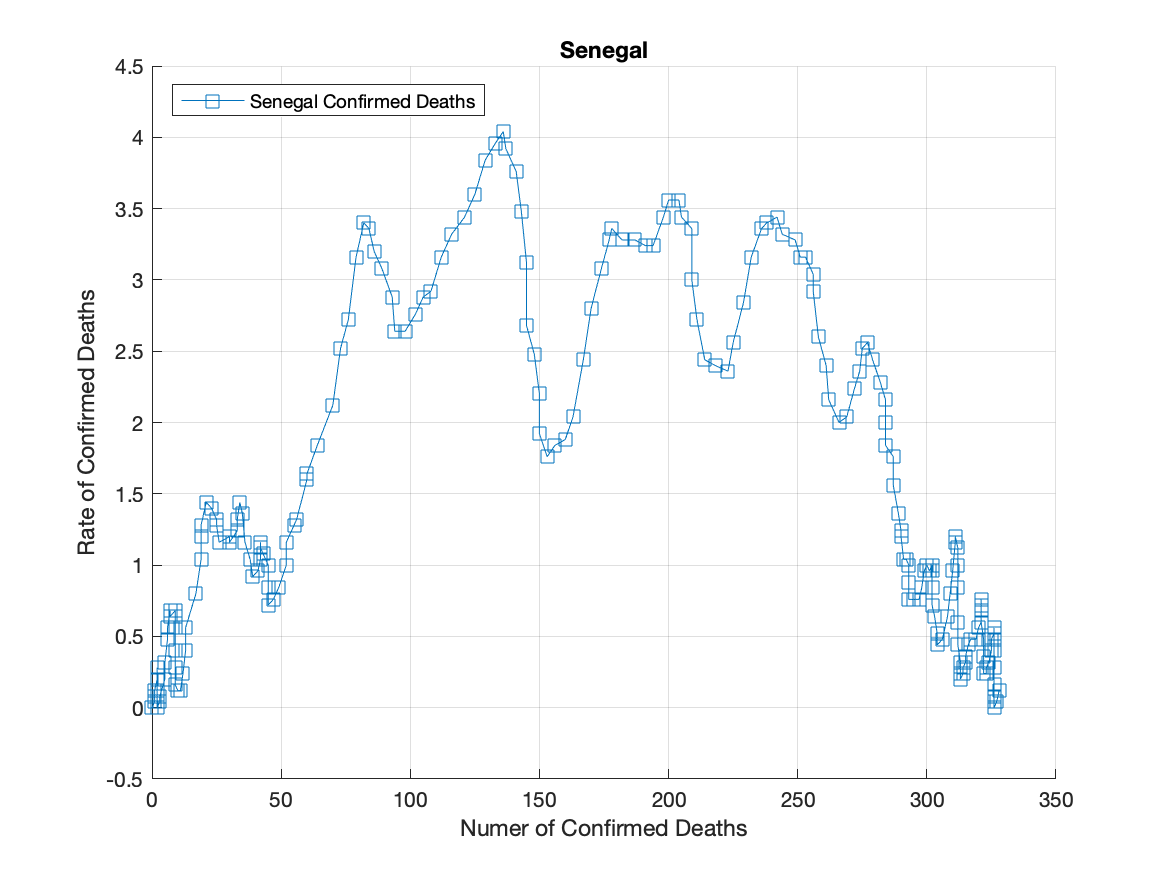 Senegal
Senegal Confirmed Deaths
4.5
4
3.5
3
2.5
2
1.5
1
0.5
0
-0.5
Rate of Confirmed Deaths
0 50 100 150 200 250 300 350
Numer of Confirmed Deaths